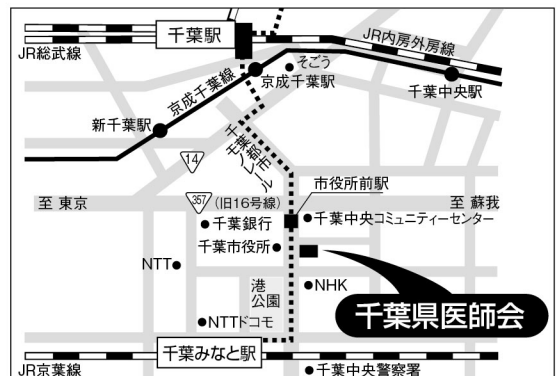 千葉駅
JR総武線
JR内房外房線
そごう
京成千葉線
京成千葉駅
千葉中央駅
新千葉駅
千葉都市モノレール
14
市役所前駅
至 東京
357
(旧16号線)
至 蘇我
千葉銀行
千葉中央コミュニティーセンター
千葉市役所
NTT
港公園
NHK
千葉県医師会
NTTドコモ
千葉みなと駅
JR京葉線
千葉中央警察署